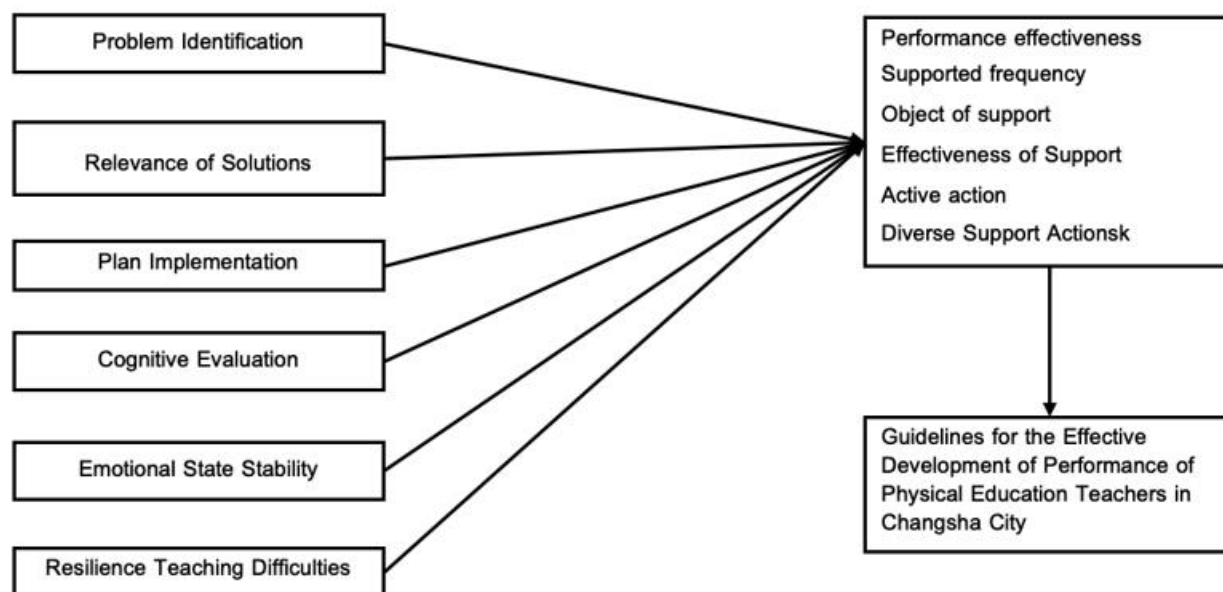 Problem Identification
Relevance of Solutions
Plan Implementation
Cognitive Evaluation
Emotional State Stability
Resilience Teaching Difficulties
Performance effectiveness
Supported frequency
Object of support
Effectiveness of Support
Active action
Diverse Support Actionsk
Guidelines for the Effective
Development of Performance of
Physical Education Teachers in
Changsha City